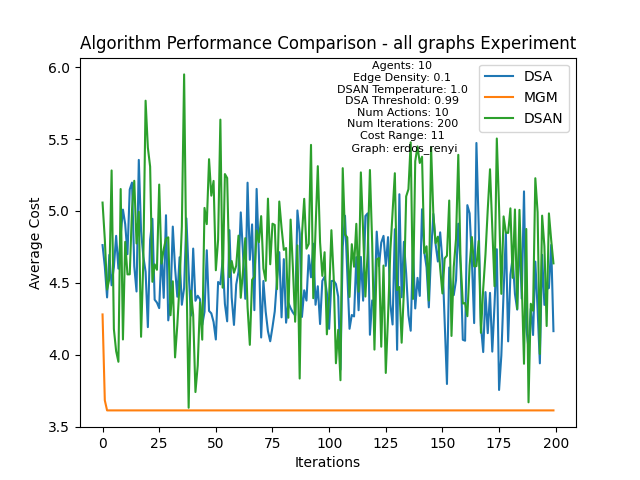 Algorithm Performance Comparison - all graphs Experiment
Agents: 10
Edge Density: 0.1
DSAN Temperature: 1.0
DSA Threshold: 0.99
Num Actions: 10
Num Iterations: 200
Cost Range: 11
Graph: erdos_renyi
DSA
MGM
DSAN
Average Cost
6.0
5.5
5.0
4.5
4.0
3.5
0 25 50 75 100 125 150 175 200
Iterations